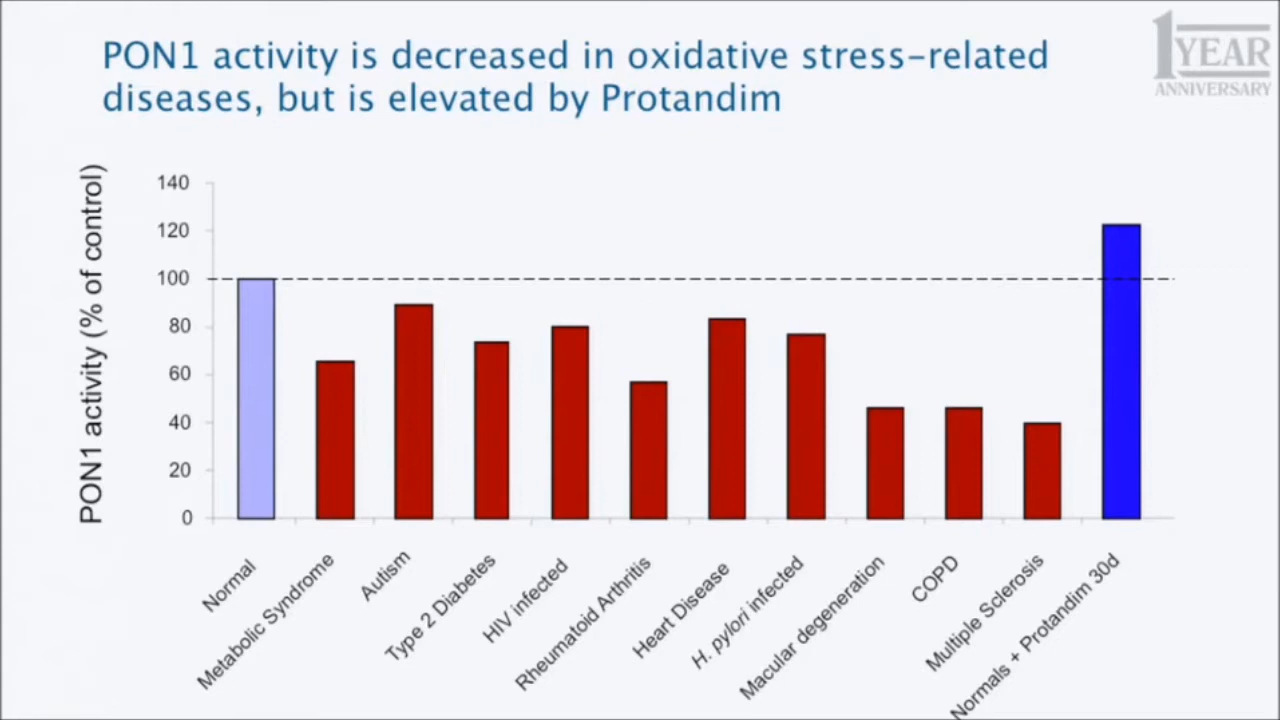 PON1 activity is decreased in oxidative stress-related
diseases, but is elevated by Protandim
1 YEAR
ANNIVERSARY
PON1 activity (% of control)
140
120
100
80
60
40
20
0
Normal
Metabolic Syndrome
Autism
Type 2 Diabetes
HIV infected
Rheumatoid Arthritis
Heart Disease
H. pylori infected
Macular degeneration
COPD
Multiple Sclerosis
Normals + Protandim 30d